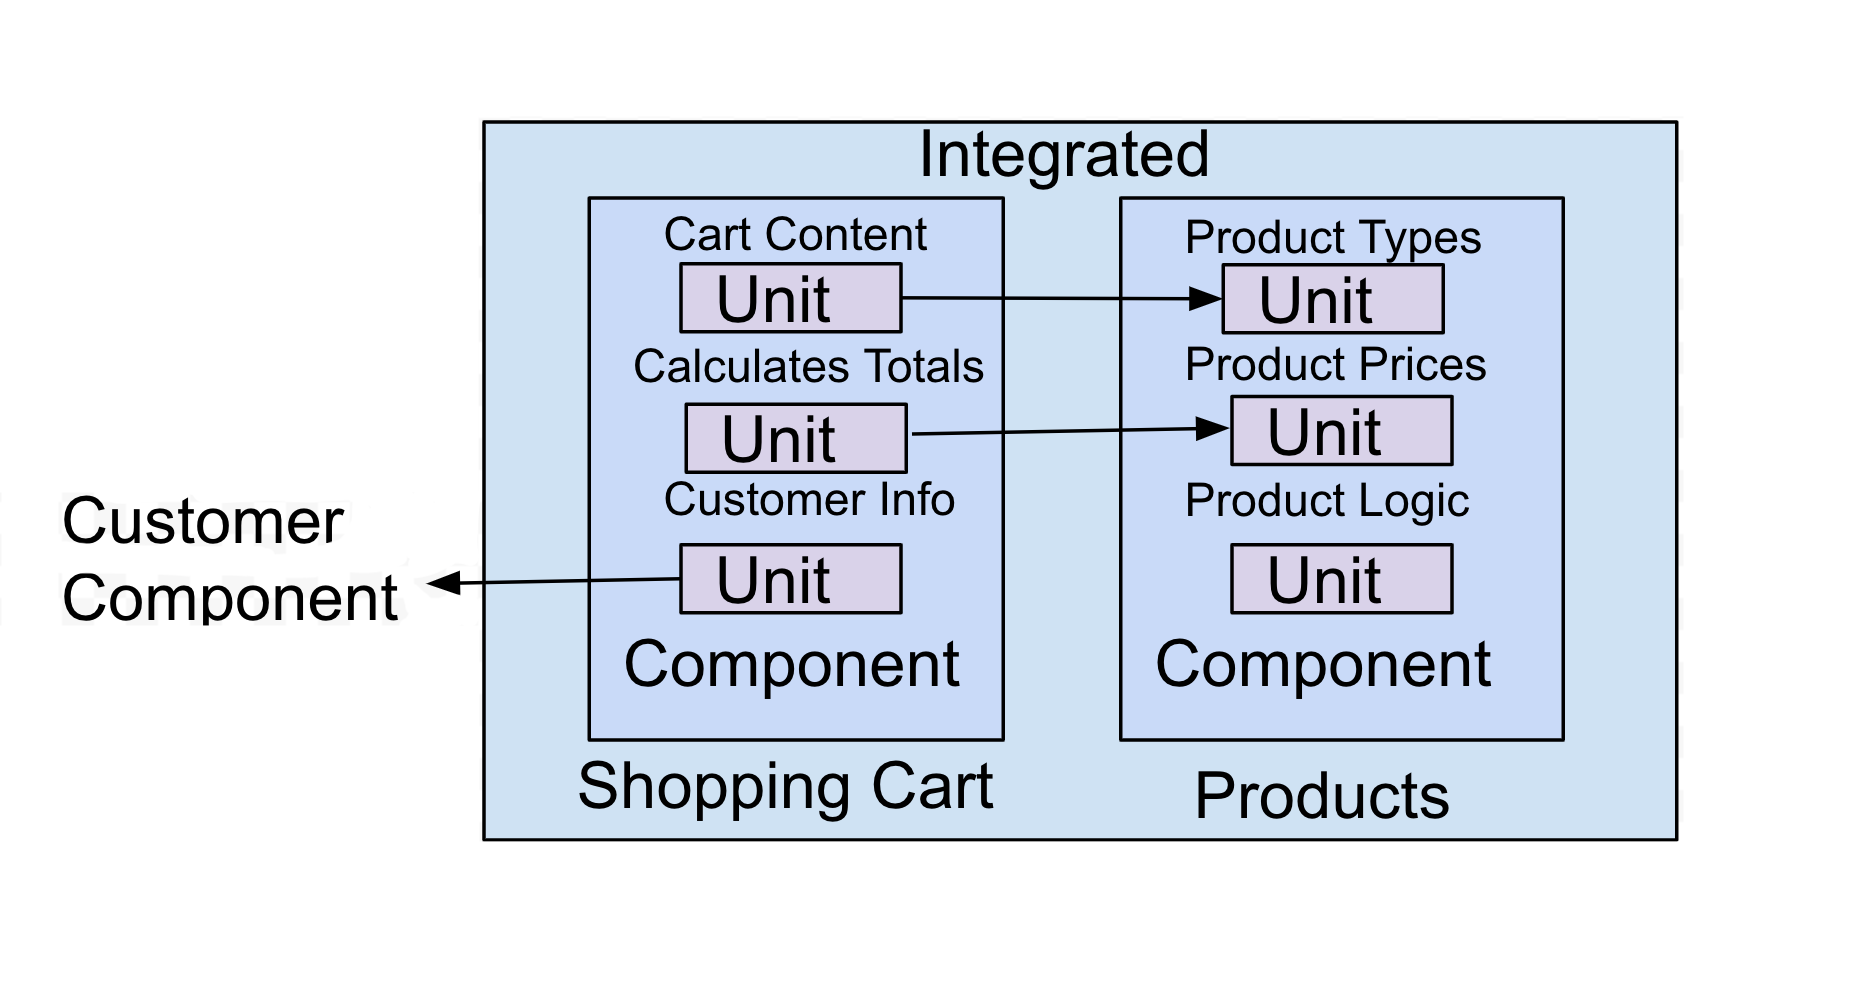 Integrated
Cart Content
Unit
Calculates Totals
Unit
Customer Info
Unit
Component
Shopping Cart
Product Types
Unit
Product Prices
Unit
Product Logic
Unit
Component
Products
Customer
Component